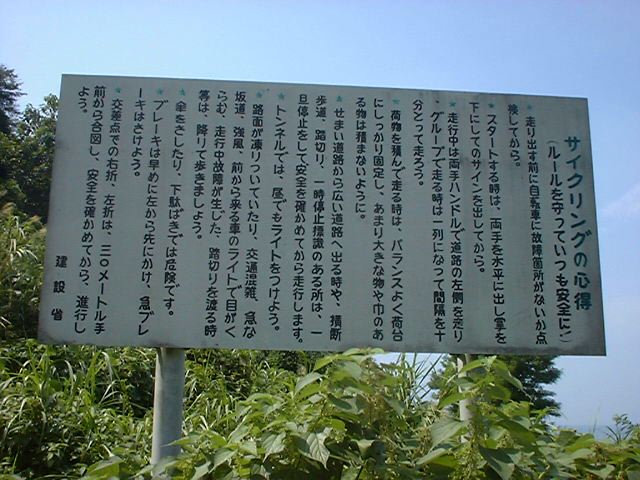 サイクリングの心得
(ルールを守っていつも安全に)
★走り出す前に自転車に故障箇所がないか点
検してから。
★スタートする時は、両手を水平に出し掌を
下にしてのサインを出してから。
★走行中は両手ハンドルで道路の左側を走り
、グループで走る時は一列になって間隔を十
分とって走ろう。
★荷物を積んで走る時は、バランスよく荷台
にしっかり固定し、あまり大きな物や巾のあ
る物は積まないように。
★せまい道路から広い道路へ出る時や、横断
歩道、踏切り、一時停止標識のある所は、一
旦停止をして安全を確かめてから走行します。
★トンネルでは、昼でもライトをつけよう。
★路面が凍りついていたり、交通混雑、急な
坂道、強風、前から来る車のライトで目がく
らむ、走行中故障が生じた、踏切りを渡る時
等は、降りて歩きましょう。
★傘をさしたり、下駄ばきでは危険です。
★ブレーキは早めに左から先にかけ、急ブレ
ーキはさけよう。
★交差点での右折、左折は、三〇メートル手
前から合図し、安全を確かめてから、進行し
よう。
建設省